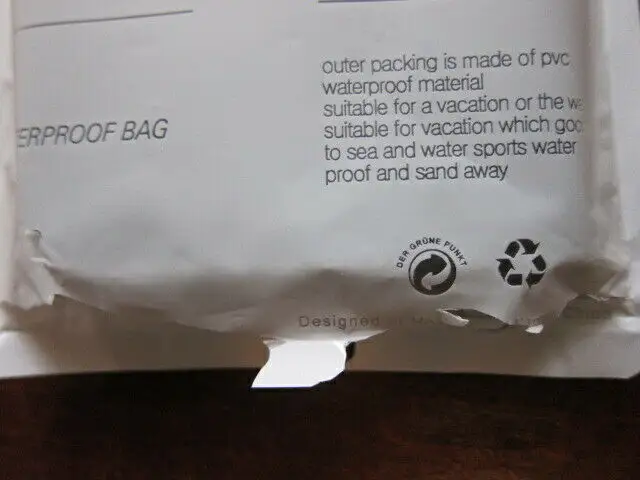 ERPROOF BAG
outer packing is made of pvc
waterproof material
suitable for a vacation or the
suitable for vacation which goo
to sea and water sports water
proof and sand away
DER GRÜNE PUNKT
Designed